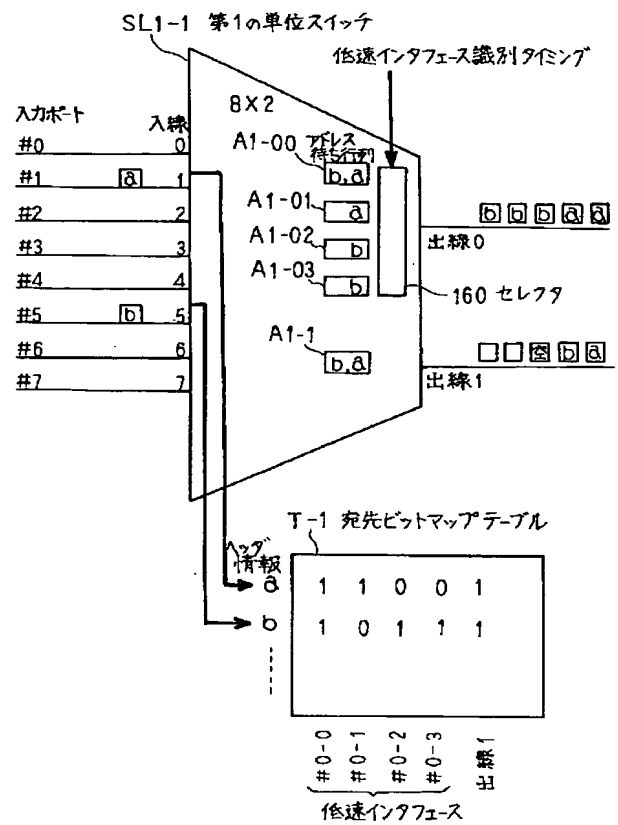 SL1-1 第1の単位スイッチ
低速インタフェース識別タイミング
8×2
入力ポート
入線
#0 0
#1 a 1
#2 2
#3 3
#4 4
#5 b 5
#6 6
#7 7
アドレス
待ち行列
A1-00 b,a
A1-01 a
A1-02 b
A1-03 b
A1-1 b,a
b b b a a
出線0
160 セレクタ
空 b a
出線1
T-1 宛先ビットマップテーブル
ヘッダ
情報
a 1 1 0 0 1
b 1 0 1 1 1
#0-0
#0-1
#0-2
#0-3
出線1
低速インタフェース